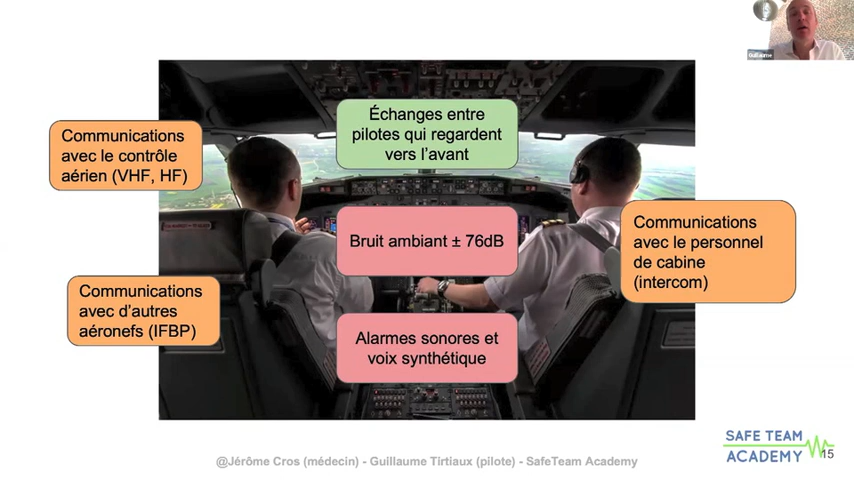 Guillaume
Échanges entre
pilotes qui regardent
vers l’avant
Communications
avec le contrôle
aérien (VHF, HF)
Bruit ambiant ± 76dB
Communications
avec le personnel
de cabine
(intercom)
Communications
avec d’autres
aéronefs (IFBP)
Alarmes sonores et
voix synthétique
@Jérôme Cros (médecin) - Guillaume Tirtiaux (pilote) - SafeTeam Academy
SAFE TEAM
ACADEMY
15